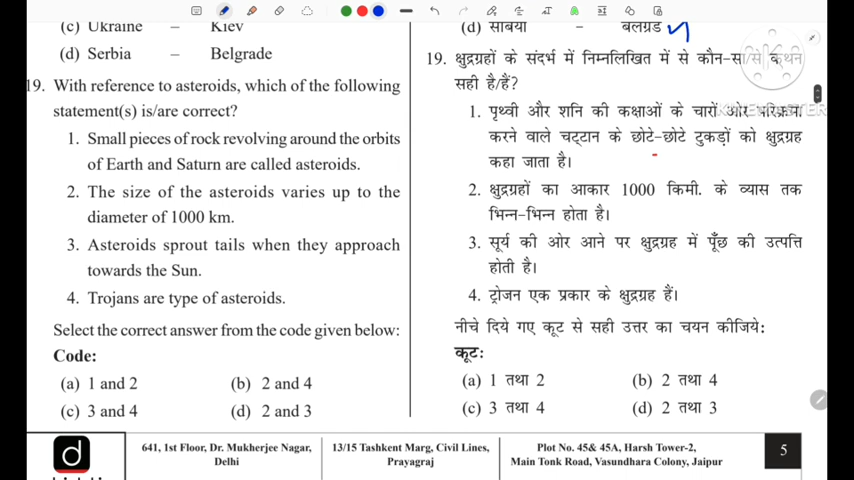 (c) Ukraine – Kiev
(d) Serbia – Belgrade
19. With reference to asteroids, which of the following
statement(s) is/are correct?
1. Small pieces of rock revolving around the orbits
of Earth and Saturn are called asteroids.
2. The size of the asteroids varies up to the
diameter of 1000 km.
3. Asteroids sprout tails when they approach
towards the Sun.
4. Trojans are type of asteroids.
Select the correct answer from the code given below:
Code:
(a) 1 and 2 (b) 2 and 4
(c) 3 and 4 (d) 2 and 3
(d) सर्बिया – बेलग्रेड
19. क्षुद्रग्रहों के संदर्भ में निम्नलिखित में से कौन-सा/से कथन
सही है/हैं?
1. पृथ्वी और शनि की कक्षाओं के चारों ओर परिक्रमा
करने वाले चट्टान के छोटे-छोटे टुकड़ों को क्षुद्रग्रह
कहा जाता है।
2. क्षुद्रग्रहों का आकार 1000 किमी. के व्यास तक
भिन्न-भिन्न होता है।
3. सूर्य की ओर आने पर क्षुद्रग्रह में पूँछ की उत्पत्ति
होती है।
4. ट्रोजन एक प्रकार के क्षुद्रग्रह हैं।
नीचे दिये गए कूट से सही उत्तर का चयन कीजिये:
कूट:
(a) 1 तथा 2 (b) 2 तथा 4
(c) 3 तथा 4 (d) 2 तथा 3
d
641, 1st Floor, Dr. Mukherjee Nagar,
Delhi
13/15 Tashkent Marg, Civil Lines,
Prayagraj
Plot No. 45& 45A, Harsh Tower-2,
Main Tonk Road, Vasundhara Colony, Jaipur
5